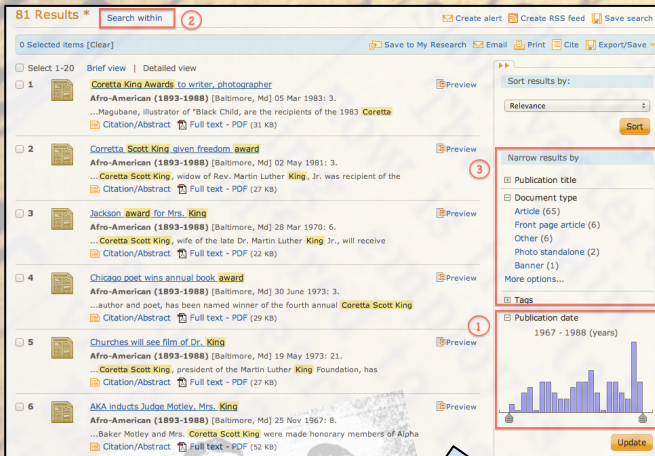 81 Results * Search within 2 Create alert Create RSS feed Save search
0 Selected items [Clear] Save to My Research Email Print Cite Export/Save
Select 1-20 Brief view | Detailed view
1 Coretta King Awards to writer, photographer Preview
Afro-American (1893-1988) [Baltimore, Md] 05 Mar 1983: 3.
...Magubane, illustrator of "Black Child, are the recipients of the 1983 Coretta
Citation/Abstract Full text - PDF (31 KB)
2 Corretta Scott King given freedom award Preview
Afro-American (1893-1988) [Baltimore, Md] 02 May 1981: 3.
...Coretta Scott King, widow of Rev. Martin Luther King, Jr. was recipient of the
Citation/Abstract Full text - PDF (27 KB)
3 Jackson award for Mrs. King Preview
Afro-American (1893-1988) [Baltimore, Md] 28 Mar 1970: 6.
...Coretta Scott King, wife of the late Dr. Martin Luther King Jr., will receive
Citation/Abstract Full text - PDF (22 KB)
4 Chicago poet wins annual book award Preview
Afro-American (1893-1988) [Baltimore, Md] 30 June 1973: 3.
...author and poet, has been named winner of the fourth annual Coretta Scott King
Citation/Abstract Full text - PDF (29 KB)
5 Churches will see film of Dr. King Preview
Afro-American (1893-1988) [Baltimore, Md] 19 May 1973: 21.
...Coretta Scott King, president of the Martin Luther King Foundation, has
Citation/Abstract Full text - PDF (27 KB)
6 AKA inducts Judge Motley, Mrs. King Preview
Afro-American (1893-1988) [Baltimore, Md] 25 Nov 1967: 8.
...Baker Motley and Mrs. Coretta Scott King were made honorary members of Alpha
Citation/Abstract Full text - PDF (52 KB)
Sort results by:
Relevance
Sort
3
Narrow results by
Publication title
Document type
Article (65)
Front page article (6)
Other (6)
Photo standalone (2)
Banner (1)
More options...
Tags
1
Publication date
1967 - 1988 (years)
Update